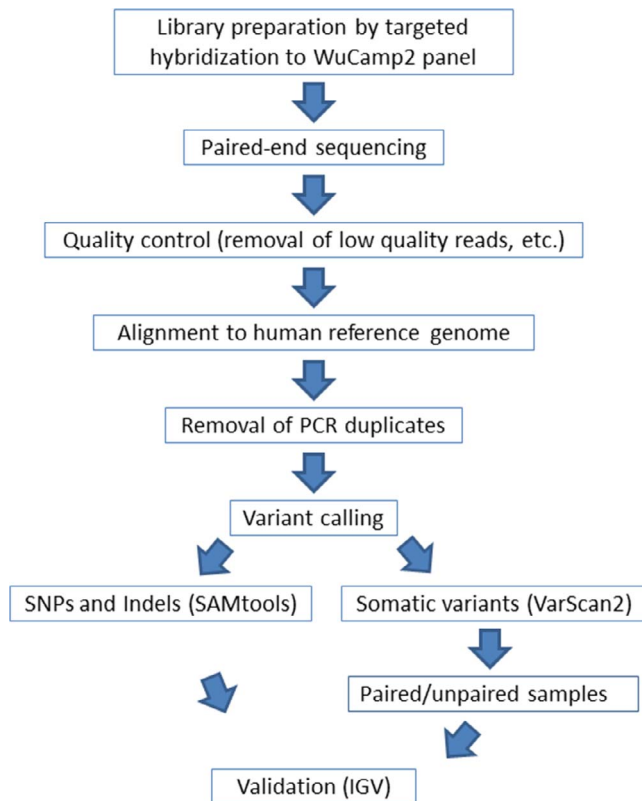 Library preparation by targeted
hybridization to WuCamp2 panel
Paired-end sequencing
Quality control (removal of low quality reads, etc.)
Alignment to human reference genome
Removal of PCR duplicates
Variant calling
SNPs and Indels (SAMtools)
Somatic variants (VarScan2)
Paired/unpaired samples
Validation (IGV)